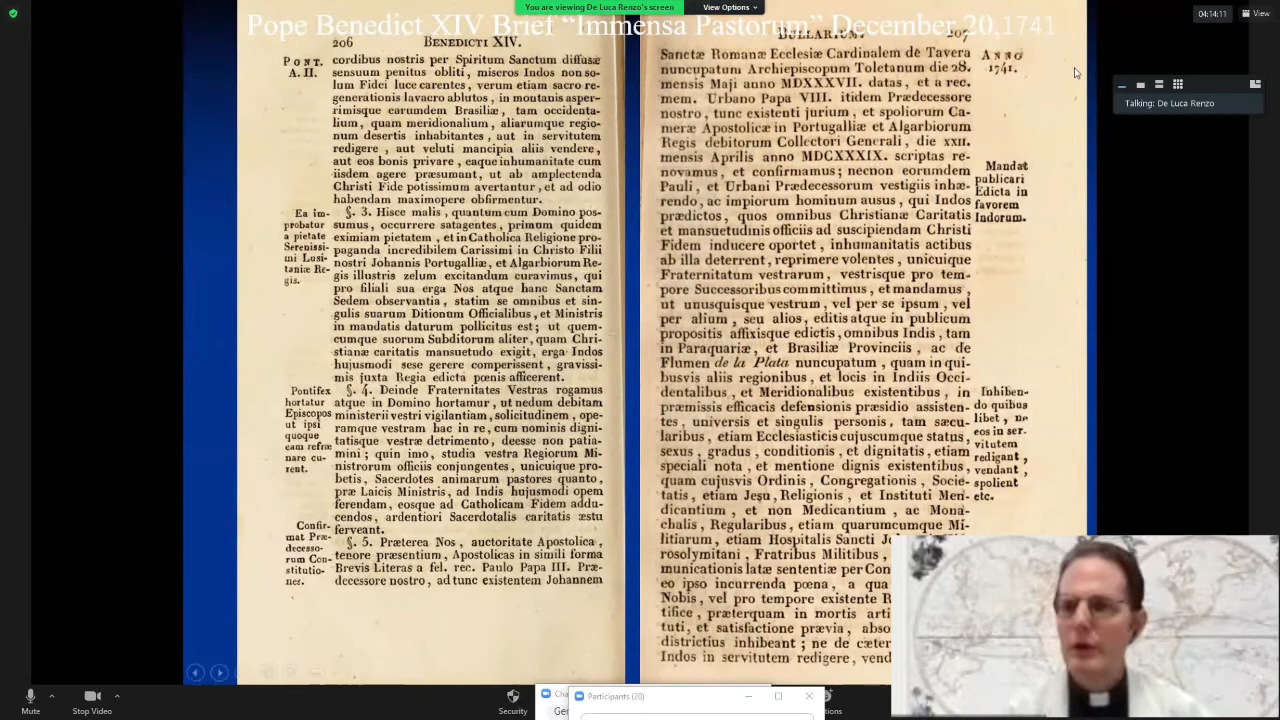 You are viewing De Luca Renzo's screen
View Options
04:14:11
View
Talking: De Luca Renzo
Pope Benedict XIV Brief “Immensa Pastorum” December 20,1741
206 BENEDICTI XIV.
PONT.
A. II.
cordibus nostris per Spiritum Sanctum diffusæ
sensuum penitus obliti, miseros Indos non so-
lum Fidei luce carentes, verum etiam sacro re-
generationis lavacro ablutos, in montanis asper-
rimisque earumdem Brasiliæ, tam occidenta-
lium, quam meridionalium, aliarumque regio-
num desertis inhabitantes, aut in servitutem
redigere, aut veluti mancipia aliis vendere,
aut eos bonis privare, eaque inhumanitate cum
iisdem agere præsumant, ut ab amplectenda
Christi Fide potissimum avertantur, et ad odio
habendam maximopere obfirmentur.
Ea im-
probatur
a pietate
Serenissi-
mi Lusi-
taniæ Re-
gis.
§. 3. Hisce malis, quantum cum Domino pos-
sumus, occurrere satagentes, primum quidem
eximiam pietatem, et in Catholica Religione pro-
paganda incredibilem Carissimi in Christo Filii
nostri Johannis Portugalliæ, et Algarbiorum Re-
gis illustris zelum excitandum curavimus, qui
pro filiali sua erga Nos atque hanc Sanctam
Sedem observantia, statim se omnibus et sin-
gulis suarum Ditionum Officialibus, et Ministris
in mandatis daturum pollicitus est; ut quem-
cumque suorum Subditorum aliter, quam Chri-
stianæ caritatis mansuetudo exigit, erga Indos
hujusmodi sese gerere comperissent, gravissi-
mis juxta Regia edicta pœnis afficerent.
Pontifex
hortatur
Episcopos
ut ipsi
quoque
eam refræ
nare cu-
rent.
§. 4. Deinde Fraternitates Vestras rogamus
atque in Domino hortamur, ut nedum debitam
ministerii vestri vigilantiam, solicitudinem, ope-
ramque vestram hac in re, cum nominis digni-
tatisque vestræ detrimento, deesse non patia-
mini; quin imo, studia vestra Regiorum Mi-
nistrorum officiis conjungentes, unicuique pro-
betis, Sacerdotes animarum pastores quanto,
præ Laicis Ministris, ad Indis hujusmodi opem
ferendam, eosque ad Catholicam Fidem addu-
cendos, ardentiori Sacerdotalis caritatis æstu
ferveant.
Confir-
mat Præ-
decesso-
rum Con-
stitutio-
nes.
§. 5. Præterea Nos, auctoritate Apostolica,
tenore præsentium, Apostolicas in simili forma
Brevis Literas a fel. rec. Paulo Papa III. Præ-
decessore nostro, ad tunc existentem Johannem
BULLARIUM. 207
ANNO
1741.
Sanctæ Romanæ Ecclesiæ Cardinalem de Tavera
nuncupatum Archiepiscopum Toletanum die 28.
mensis Maji anno MDXXXVII. datas, et a rec.
mem. Urbano Papa VIII. itidem Prædecessore
nostro, tunc existenti jurium, et spoliorum Ca-
meræ Apostolicæ in Portugalliæ et Algarbiorum
Regis debitorum Collectori Generali, die XXII.
mensis Aprilis anno MDCXXXIX. scriptas re-
novamus, et confirmamus; necnon eorumdem
Pauli, et Urbani Prædecessorum vestigiis inhæ-
rendo, ac impiorum hominum ausus, qui Indos
prædictos, quos omnibus Christianæ Caritatis
et mansuetudinis officiis ad suscipiendam Christi
Fidem inducere oportet, inhumanitatis actibus
ab illa deterrent, reprimere volentes, unicuique
Fraternitatum vestrarum, vestrisque pro tem-
pore Successoribus committimus, et mandamus,
ut unusquisque vestrum, vel per se ipsum, vel
per alium, seu alios, editis atque in publicum
propositis affixisque edictis, omnibus Indis, tam
in Paraquariæ, et Brasiliæ Provinciis, ac de
Flumen de la Plata nuncupatum, quam in qui-
busvis aliis regionibus, et locis in Indiis Occi-
dentalibus, et Meridionalibus existentibus, in
præmissis efficacis defensionis præsidio assisten-
tes, universis et singulis personis, tam sæcu-
laribus, etiam Ecclesiasticis cujuscumque status,
sexus, gradus, conditionis, et dignitatis, etiam
speciali nota, et mentione dignis existentibus,
quam cujusvis Ordinis, Congregationis, Socie-
tatis, etiam Jesu, Religionis, et Instituti Men-
dicantium, et non Medicantium, ac Mona-
chalis, Regularibus, etiam quarumcumque Mi-
litiarum, etiam Hospitalis Sancti
rosolymitani, Fratribus Militibus,
municationis latæ sententiæ per
eo ipso incurrenda pœna, a qua
Nobis, vel pro tempore existente
tifice, præterquam in mortis
tuti, et satisfactione prævia,
districtius inhibeant; ne de
Indos in servitutem redigere,
Mandat
publicari
Edicta in
favorem
Indorum.
Inhiben-
do quibus
libet, ne
eos in ser-
vitutem
redigant,
vendant,
spolient
etc.
Mute
Stop Video
Security
Participants (20)